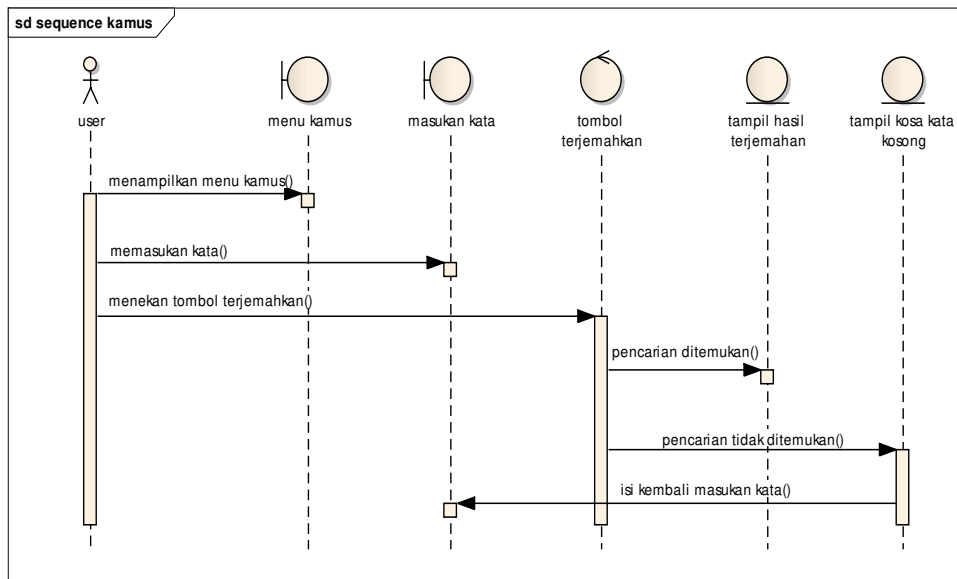 sd sequence kamus
user
menu kamus
masukan kata
tombol
terjemahkan
tampil hasil
terjemahan
tampil kosa kata
kosong
menampilkan menu kamus()
memasukan kata()
menekan tombol terjemahkan()
pencarian ditemukan()
pencarian tidak ditemukan()
isi kembali masukan kata()